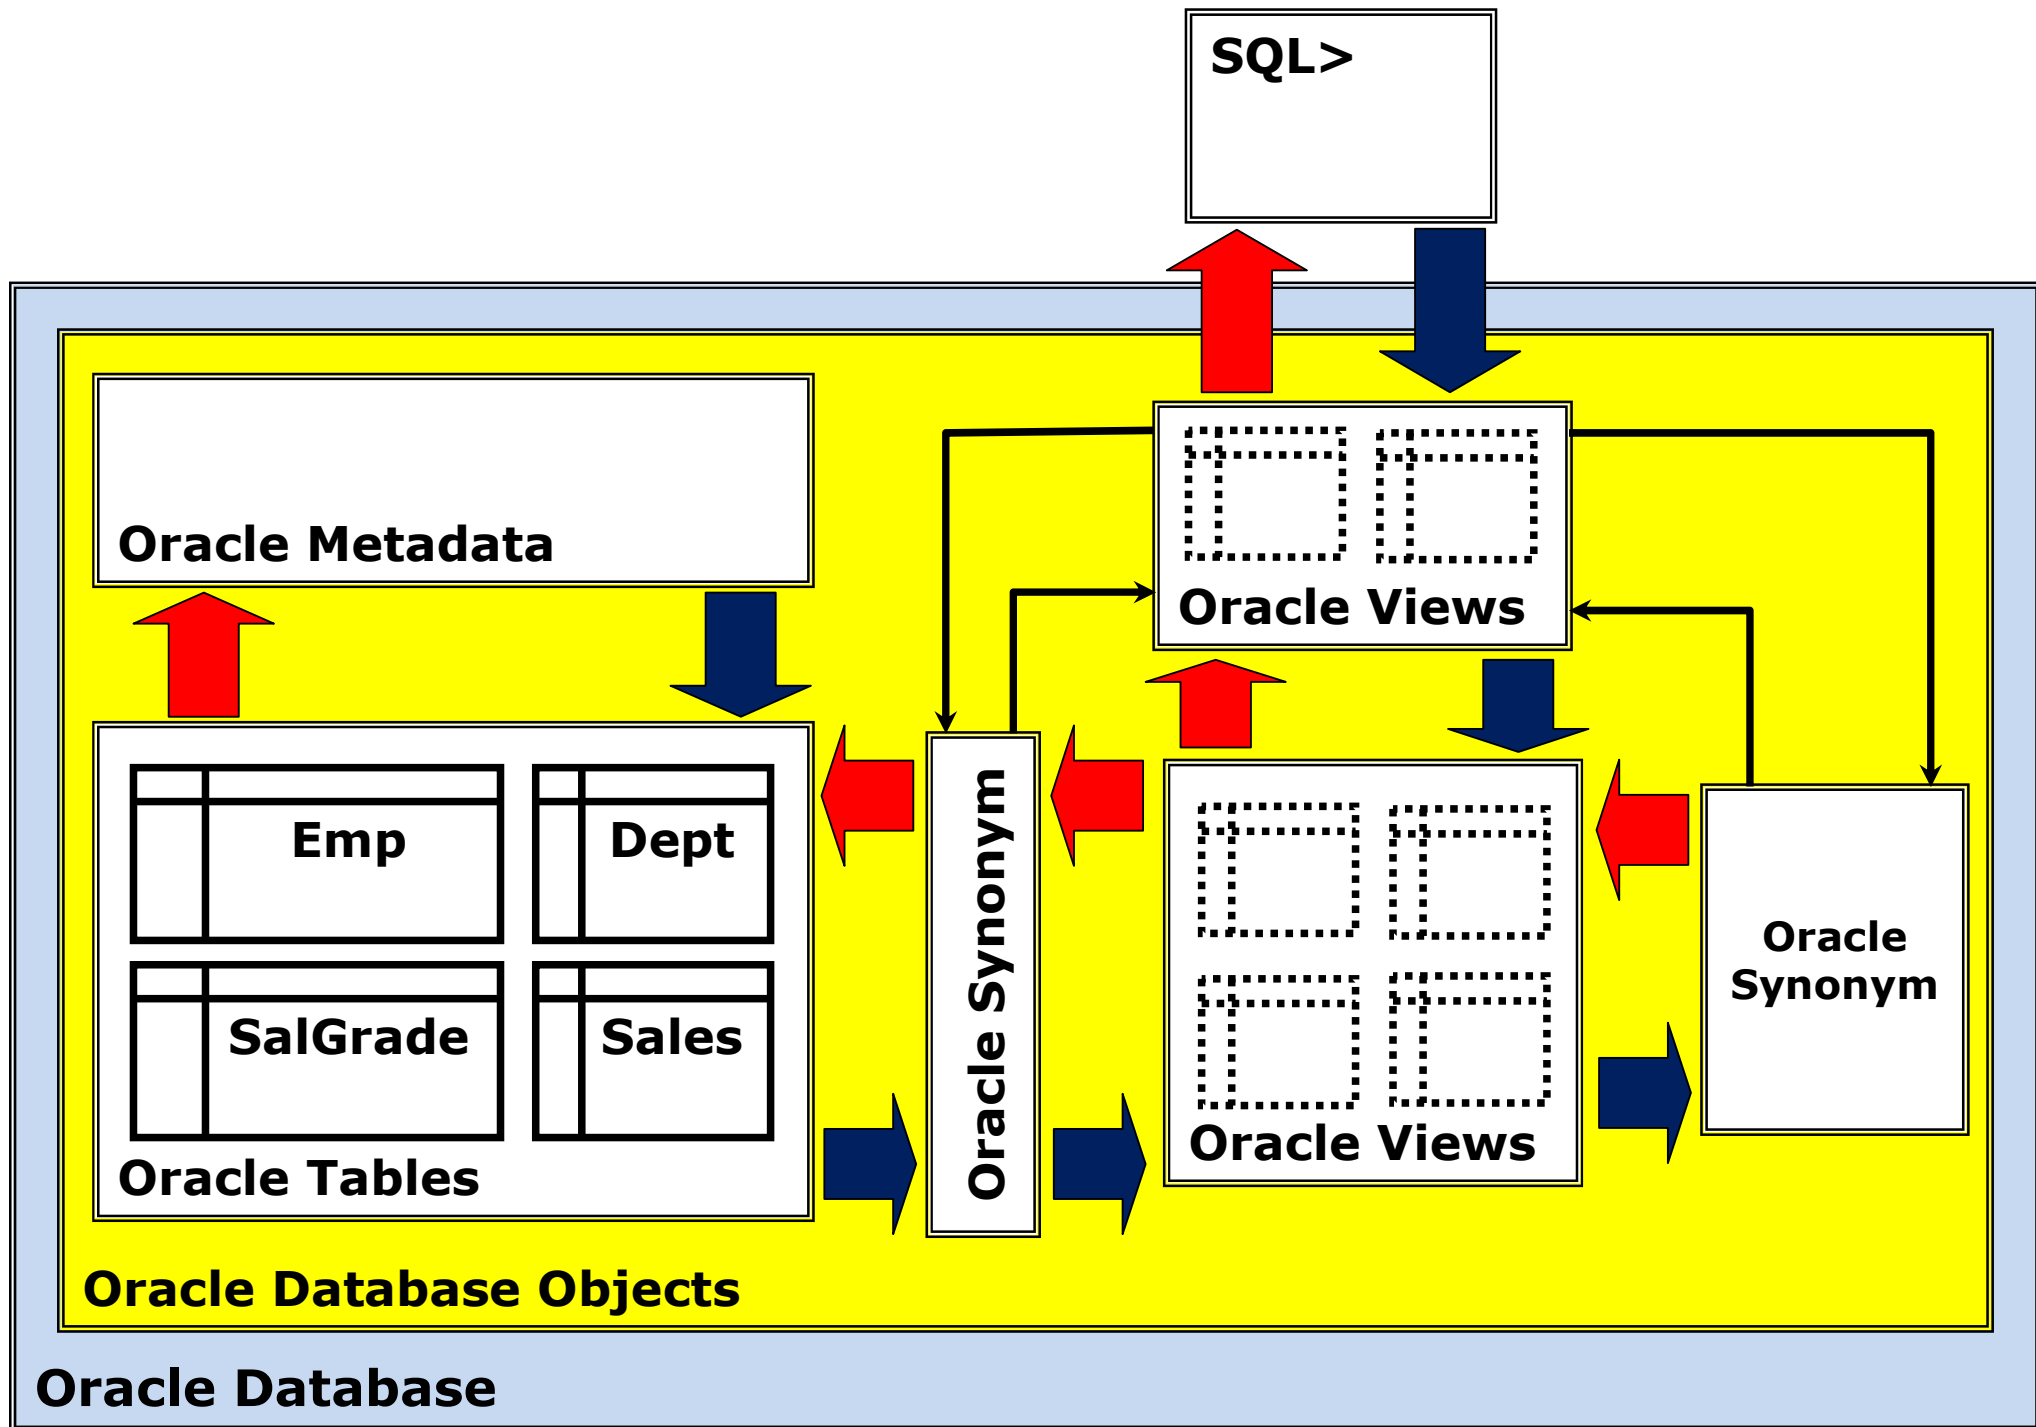 SQL>
Oracle Metadata
Oracle Views
Emp
Dept
SalGrade
Sales
Oracle Tables
Oracle Synonym
Oracle Views
Oracle
Synonym
Oracle Database Objects
Oracle Database